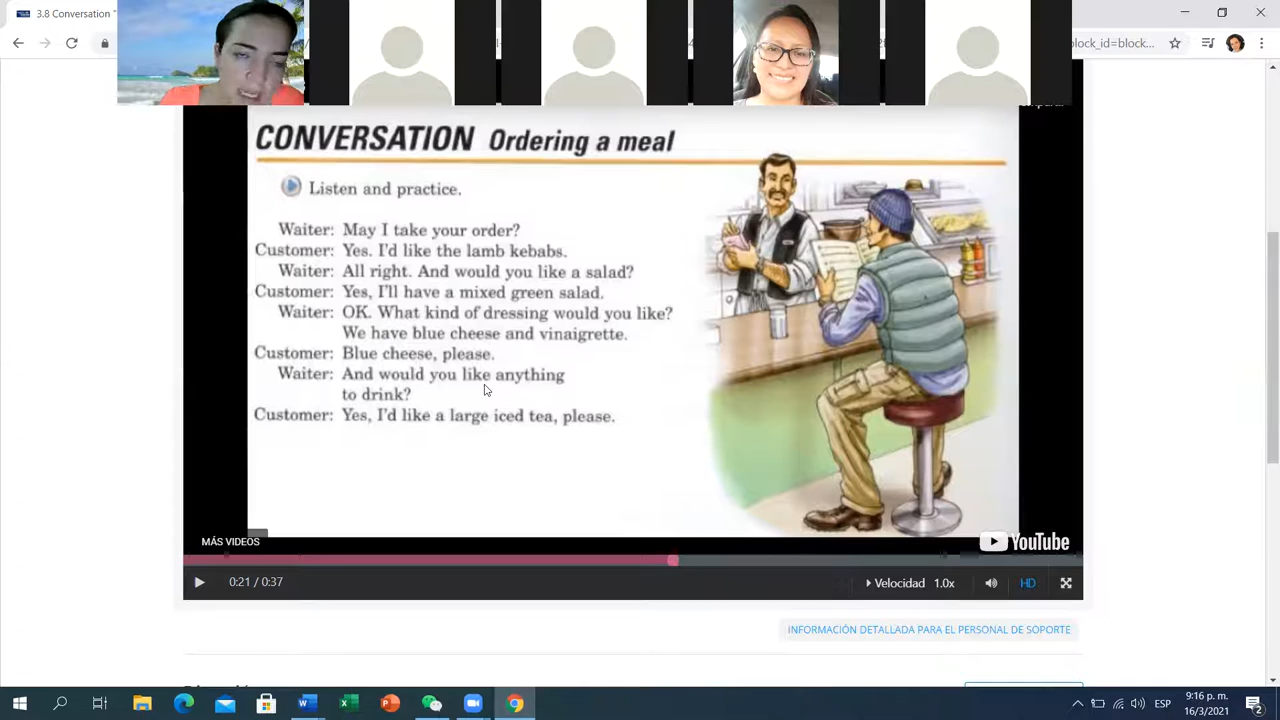 3.8 Conversation "
block_id=block...
CONVERSATION Ordering a meal
Listen and practice.
Waiter: May I take your order?
Customer: Yes. I'd like the lamb kebabs.
Waiter: All right. And would you like a salad?
Customer: Yes, I'll have a mixed green salad.
Waiter: OK. What kind of dressing would you like?
We have blue cheese and vinaigrette.
Customer: Blue cheese, please.
Waiter: And would you like anything
to drink?
Customer: Yes, I'd like a large iced tea, please.
MÁS VIDEOS
YouTube
0:21 / 0:37
Velocidad 1.0x
HD
INFORMACIÓN DETALLADA PARA EL PERSONAL DE SOPORTE
ESP
9:16 p. m.
16/3/2021
2